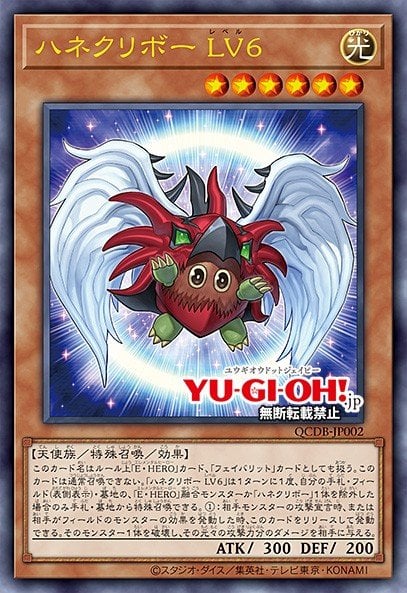 ハネクリボー LV6
レベル
光
ひかり
ユウギオウドットジェイピー
YU-GI-OH!.jp
無断転載禁止
QCDB-JP002
【天使族/特殊召喚/効果】
このカード名はルール上「E・HERO」カード、「フェイバリット」カードとしても扱う。この
カードは通常召喚できない。「ハネクリボー LV6」は1ターンに1度、自分の手札・フィー
ルド(表側表示)・墓地の、「E・HERO」融合モンスターか「ハネクリボー」1体を除外した
場合のみ手札・墓地から特殊召喚できる。①:相手モンスターの攻撃宣言時、または
相手がフィールドのモンスターの効果を発動した時、このカードをリリースして発動
できる。そのモンスター1体を破壊し、その元々の攻撃力分のダメージを相手に与える。
ATK/ 300 DEF/ 200
©スタジオ・ダイス/集英社・テレビ東京・KONAMI